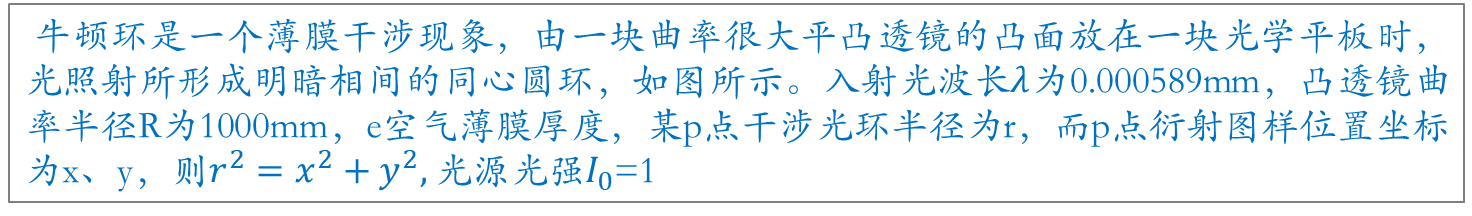 牛顿环是一个薄膜干涉现象，由一块曲率很大平凸透镜的凸面放在一块光学平板时，
光照射所形成明暗相间的同心圆环，如图所示。入射光波长λ为0.000589mm，凸透镜曲
率半径R为1000mm，e空气薄膜厚度，某p点干涉光环半径为r，而p点衍射图样位置坐标
为x、y，则r² = x² + y²,光源光强I₀=1